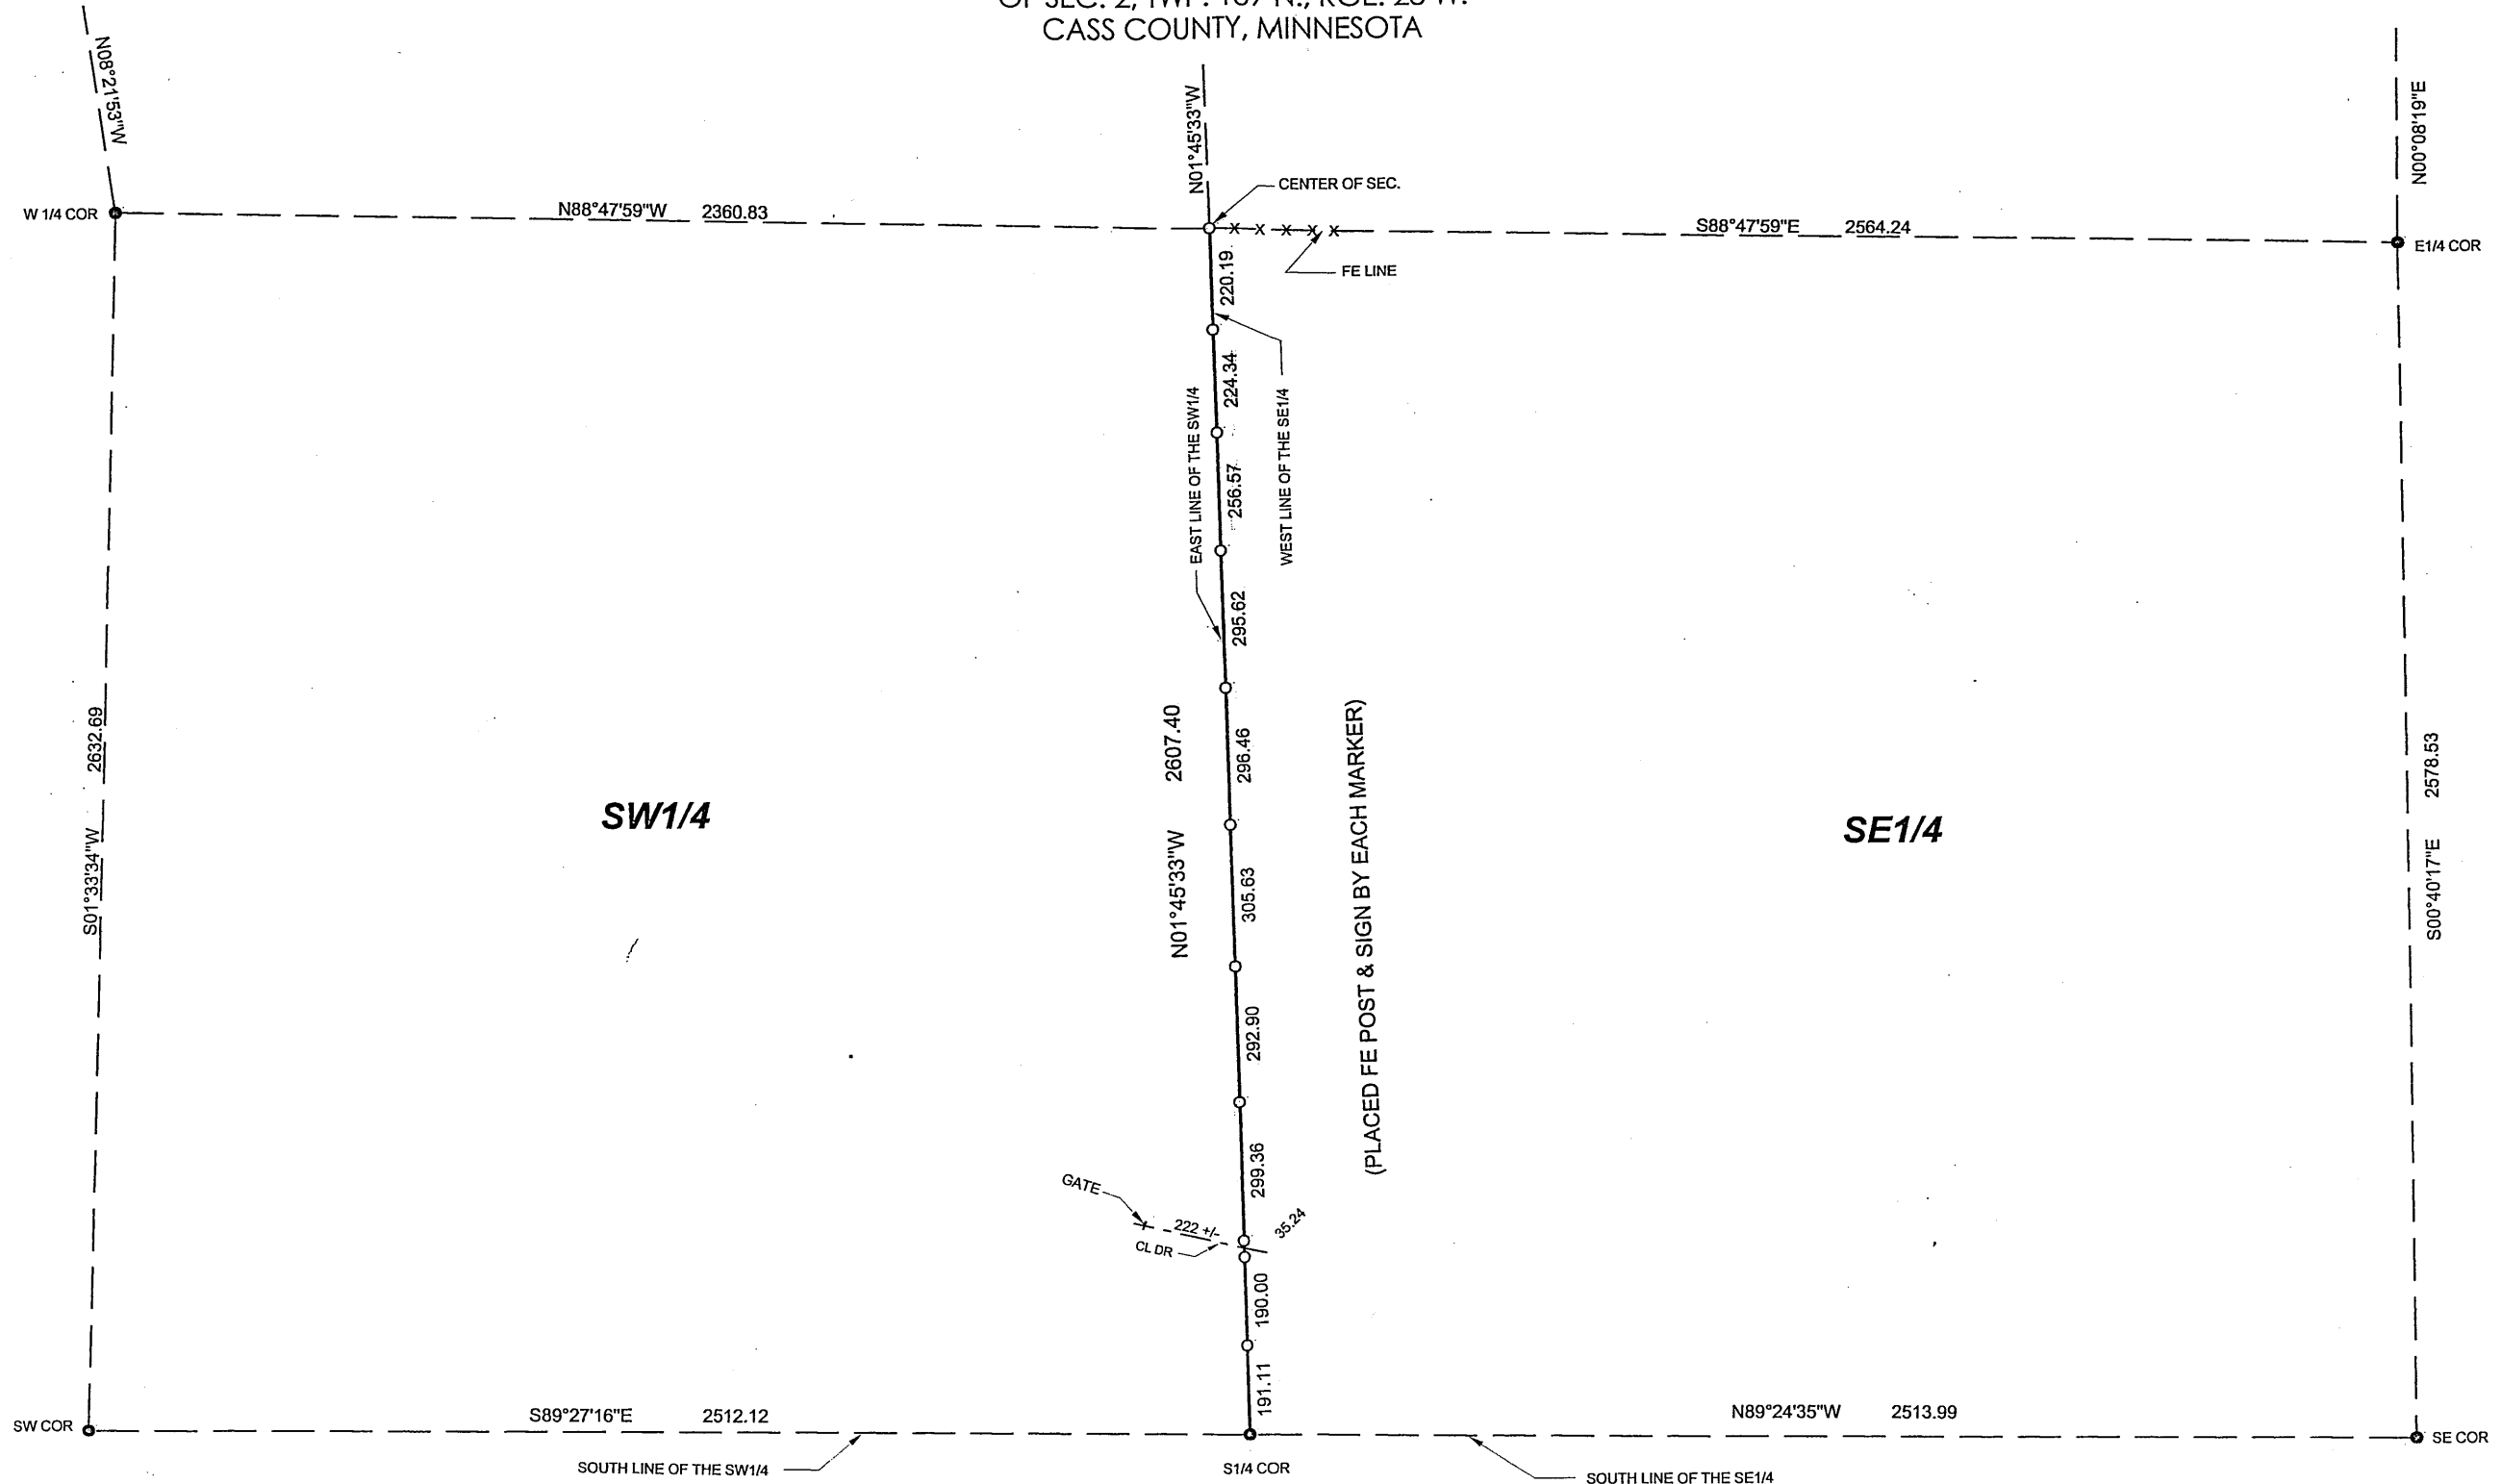 CASS COUNTY, MINNESOTA
N08°21'53"W
N01°45'33"W
N00°08'19"E
CENTER OF SEC.
W 1/4 COR
N88°47'59"W 2360.83
S88°47'59"E 2564.24
E1/4 COR
FE LINE
220.19
224.34
EAST LINE OF THE SW1/4
WEST LINE OF THE SE1/4
256.57
295.62
S01°33'34"W 2632.69
N01°45'33"W 2607.40
296.46
(PLACED FE POST & SIGN BY EACH MARKER)
S00°40'17"E 2578.53
SW1/4
SE1/4
305.63
292.90
299.36
GATE
222 +/-
35.24
CL DR
190.00
191.11
SW COR
S89°27'16"E 2512.12
N89°24'35"W 2513.99
SE COR
SOUTH LINE OF THE SW1/4
S1/4 COR
SOUTH LINE OF THE SE1/4